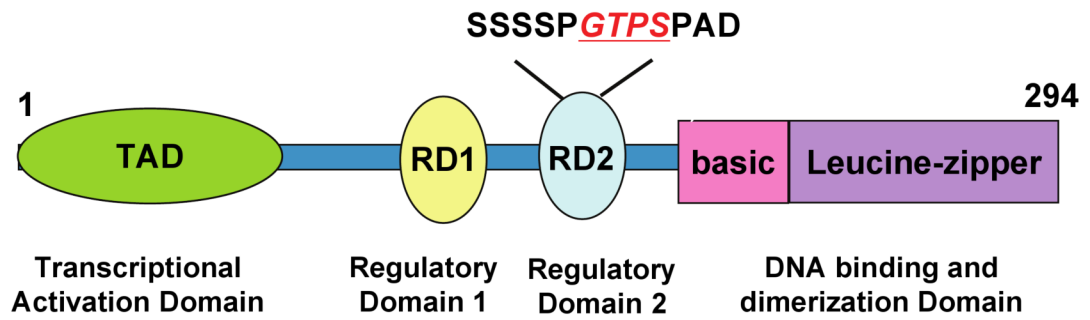 SSSSPGTPSPAD
1
294
TAD
RD1
RD2
basic
Leucine-zipper
Transcriptional
Activation Domain
Regulatory
Domain 1
Regulatory
Domain 2
DNA binding and
dimerization Domain